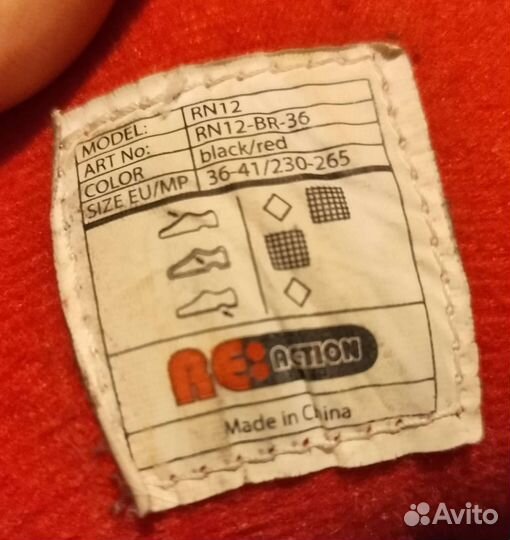 MODEL: RN12
ART No: RN12-BR-36
COLOR black/red
SIZE EU/MP 36-41/230-265
RE:ACTION
Made in China
Avito